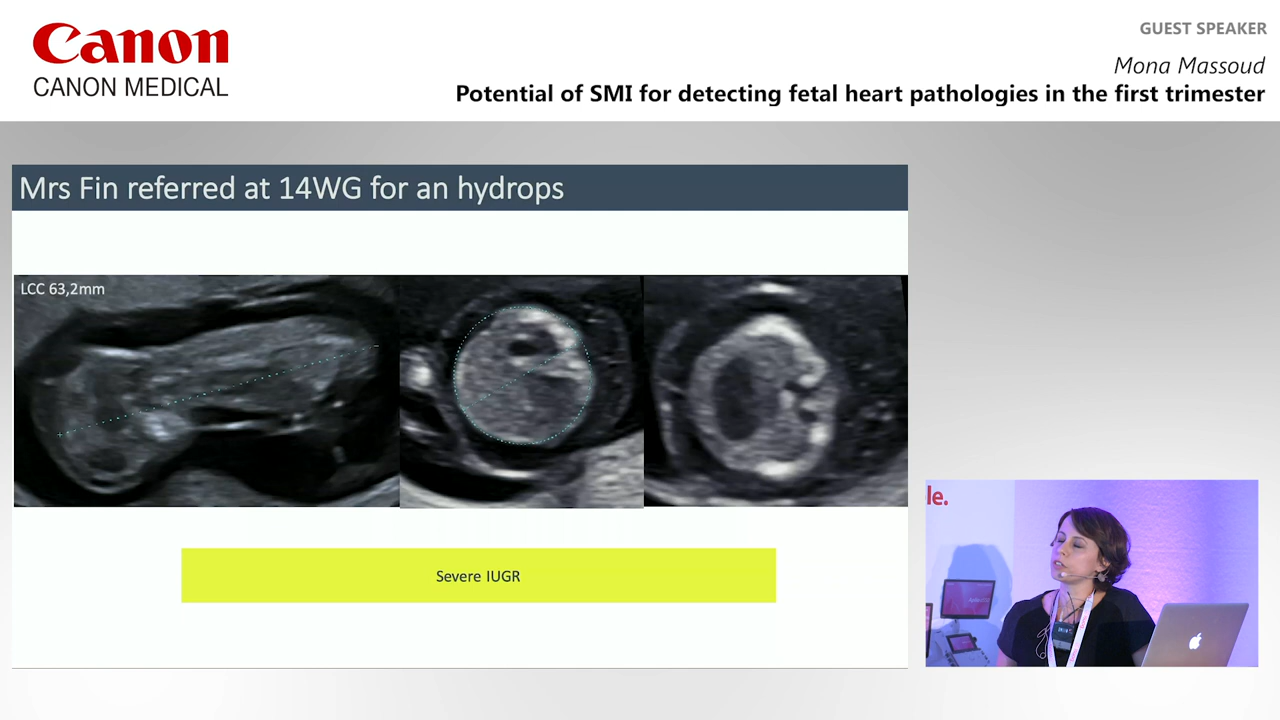 Canon
CANON MEDICAL
GUEST SPEAKER
Mona Massoud
Potential of SMI for detecting fetal heart pathologies in the first trimester
Mrs Fin referred at 14WG for an hydrops
LCC 63,2mm
Severe IUGR
le.